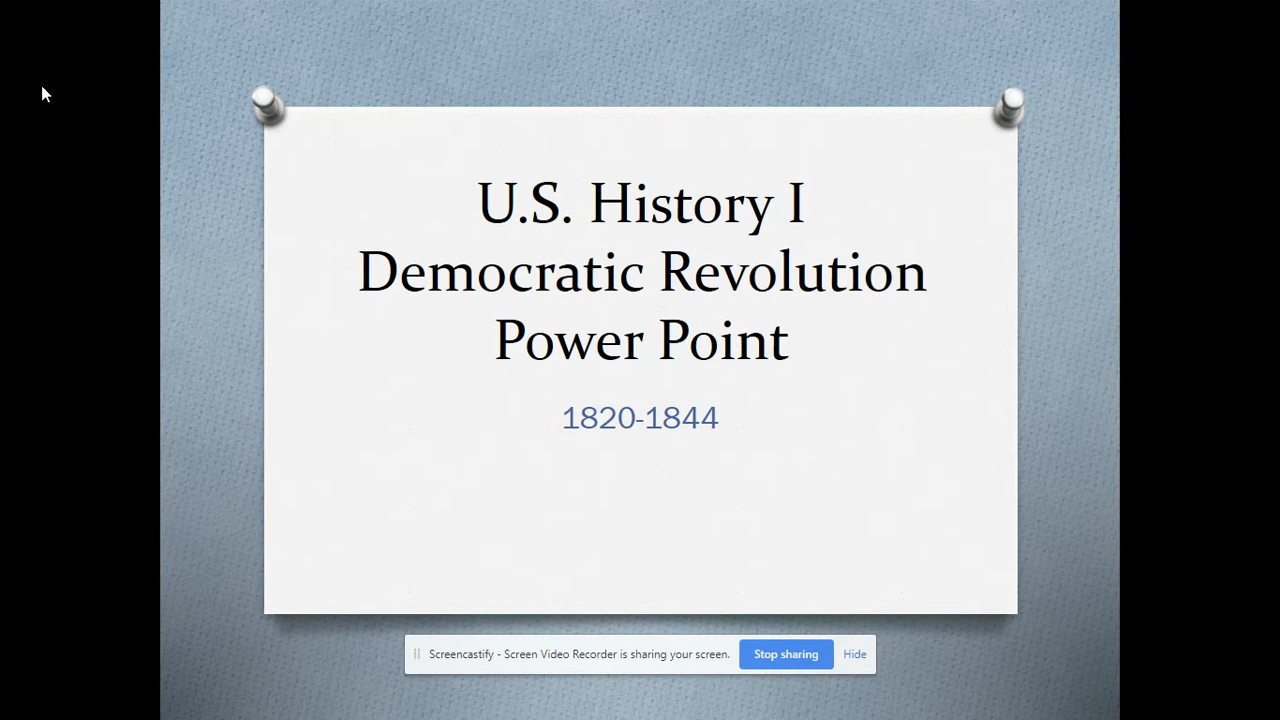 U.S. History I
Democratic Revolution
Power Point
1820-1844
Screencastify - Screen Video Recorder is sharing your screen. Stop sharing Hide